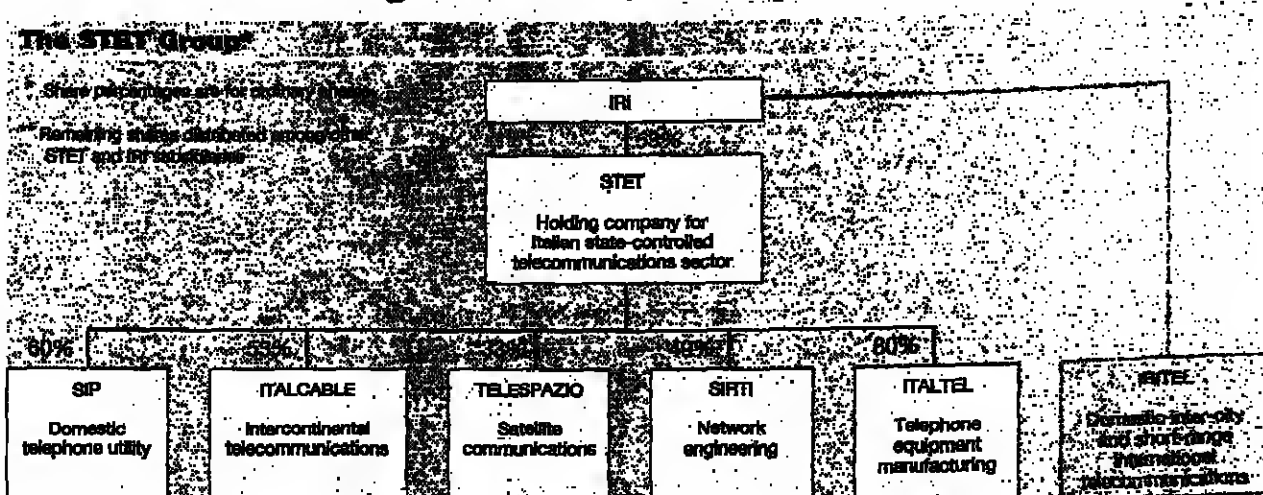 The STET Group*
* Share percentages are for ordinary shares
** Remaining shares distributed among other
STET and IRI subsidiaries
IRI
STET
Holding company for
Italian state-controlled
telecommunications sector
60%
80%
SIP
Domestic
telephone utility
ITALCABLE
Intercontinental
telecommunications
TELESPAZIO
Satellite
communications
SIRTI
Network
engineering
ITALTEL
Telephone
equipment
manufacturing
IRITEL
Domestic inter-city
and short-range
international
telecommunications